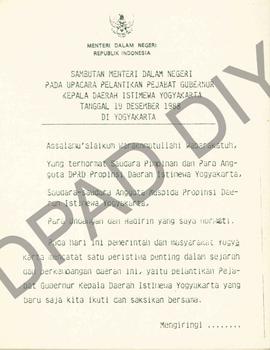 MENTERI DALAM NEGERI
REPUBLIK INDONESIA
SAMBUTAN MENTERI DALAM NEGERI
PADA UPACARA PELANTIKAN PEJABAT GUBERNUR
KEPALA DAERAH ISTIMEWA YOGYAKARTA
TANGGAL 19 DESEMBER 1988
DI YOGYAKARTA
Assalamu'alaikum Warachmatullahi Wabarakatuh,
Yang terhormat Saudara Pimpinan dan Para Ang-
gota DPRD Propinsi Daerah Istimewa Yogyakarta,
Saudara-saudara Anggota Muspida Propinsi Dae-
rah Istimewa Yogyakarta,
Para Undangan dan Hadirin yang saya hormati.
Pada hari ini pemerintah dan masyarakat Yogya
karta mencatat satu peristiwa penting dalam sejarah
dan perkembangan daerah ini, yaitu pelantikan Peja-
bat Gubernur Kepala Daerah Istimewa Yogyakarta yang
baru saja kita ikuti dan saksikan bersama.
Mengiringi ........
DPAD DIY